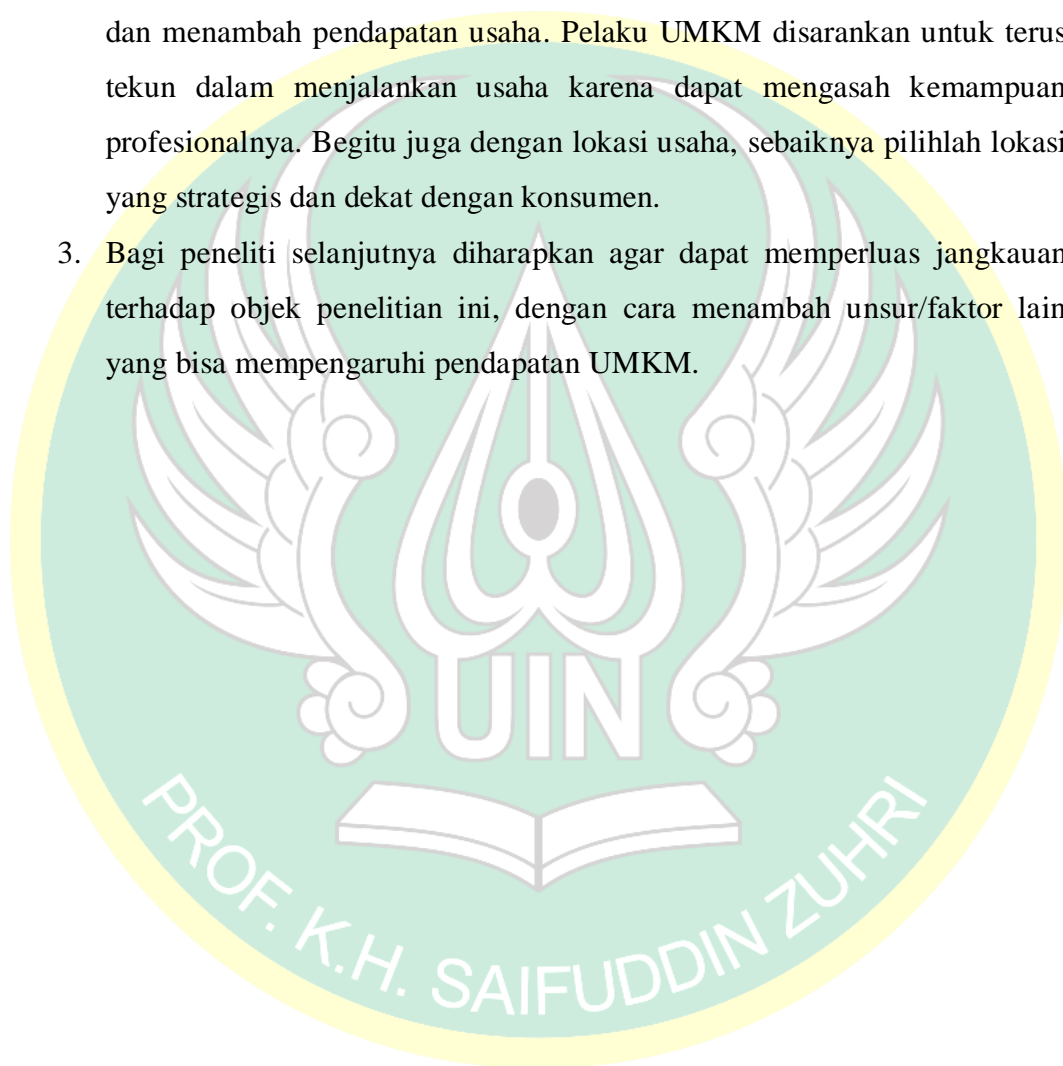 dan menambah pendapatan usaha. Pelaku UMKM disarankan untuk terus
tekun dalam menjalankan usaha karena dapat mengasah kemampuan
profesionalnya. Begitu juga dengan lokasi usaha, sebaiknya pilihlah lokasi
yang strategis dan dekat dengan konsumen.
3. Bagi peneliti selanjutnya diharapkan agar dapat memperluas jangkauan
terhadap objek penelitian ini, dengan cara menambah unsur/faktor lain
yang bisa mempengaruhi pendapatan UMKM.
UIN
PROF. K.H. SAIFUDDIN ZUHRI